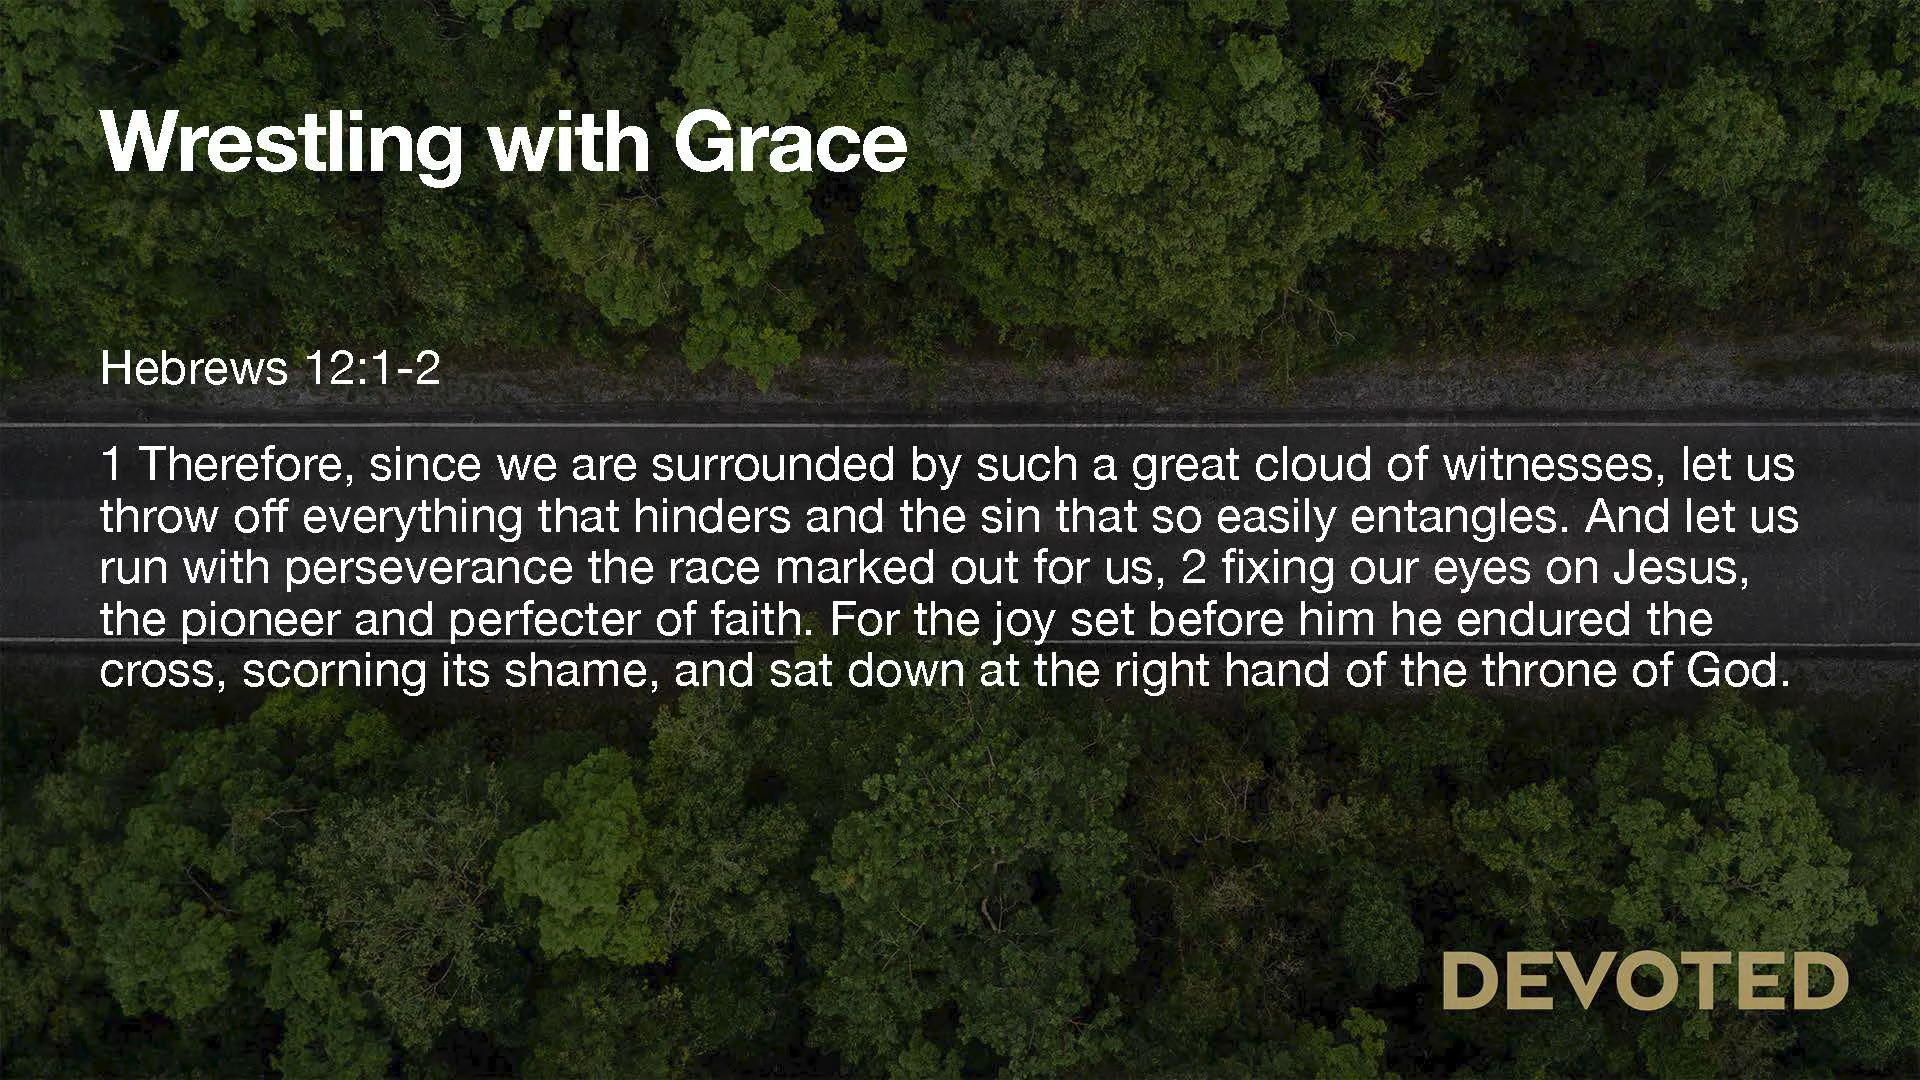 Wrestling with Grace
Hebrews 12:1-2
1 Therefore, since we are surrounded by such a great cloud of witnesses, let us
throw off everything that hinders and the sin that so easily entangles. And let us
run with perseverance the race marked out for us, 2 fixing our eyes on Jesus,
the pioneer and perfecter of faith. For the joy set before him he endured the
cross, scorning its shame, and sat down at the right hand of the throne of God.
DEVOTED